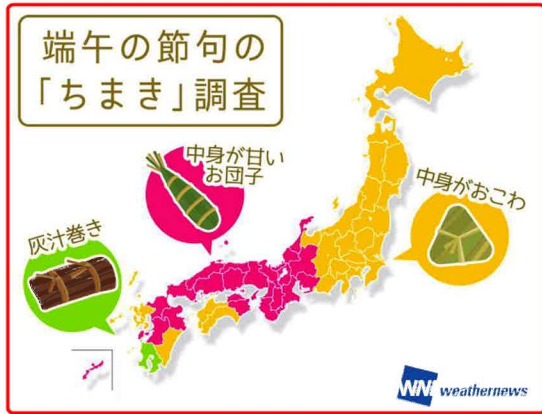 端午の節句の
「ちまき」調査
中身が甘い
お団子
中身がおこわ
灰汁巻き
WNI weathernews